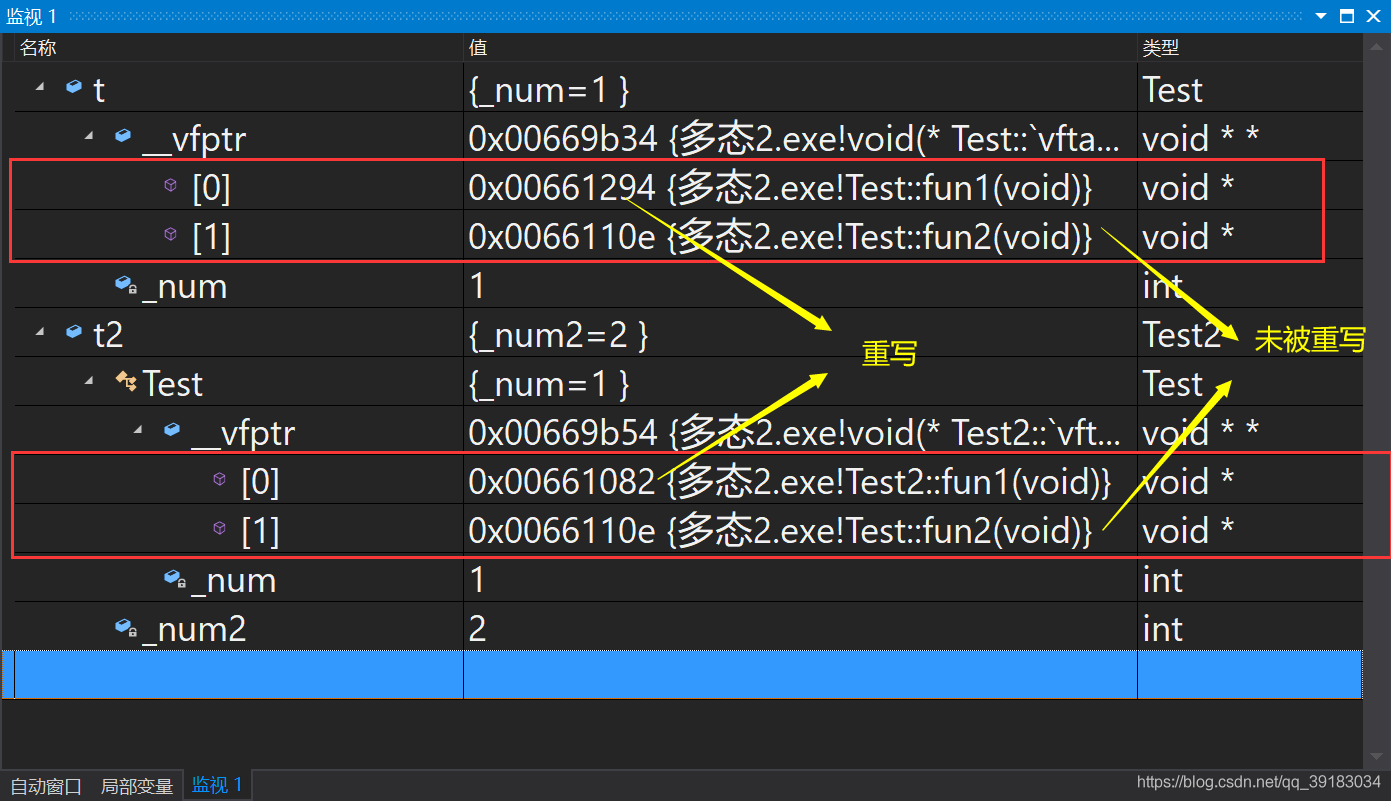 监视 1
名称 值 类型
t {_num=1 } Test
__vfptr 0x00669b34 {多态2.exe!void(* Test::`vfta... void * *
[0] 0x00661294 {多态2.exe!Test::fun1(void)} void *
[1] 0x0066110e {多态2.exe!Test::fun2(void)} void *
_num 1 int
t2 {_num2=2 } Test2
重写 未被重写
Test {_num=1 } Test
__vfptr 0x00669b54 {多态2.exe!void(* Test2::`vft... void * *
[0] 0x00661082 {多态2.exe!Test2::fun1(void)} void *
[1] 0x0066110e {多态2.exe!Test::fun2(void)} void *
_num 1 int
_num2 2 int
自动窗口 局部变量 监视 1
https://blog.csdn.net/qq_39183034